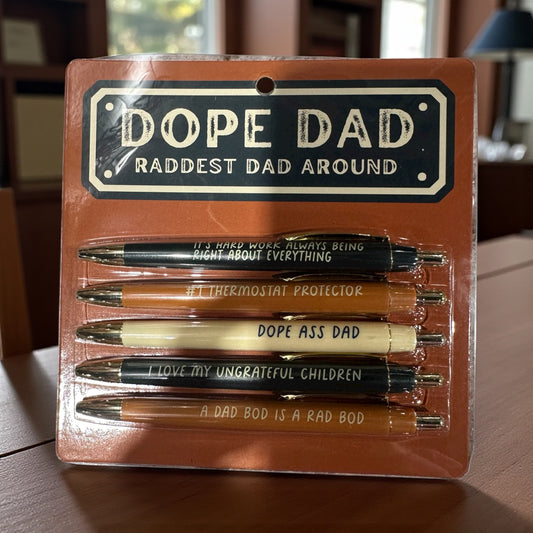 DOPE DAD
RADDEST DAD AROUND
IT'S HARD WORK ALWAYS BEING
RIGHT ABOUT EVERYTHING
#1 THERMOSTAT PROTECTOR
DOPE ASS DAD
I LOVE MY UNGRATEFUL CHILDREN
A DAD BOD IS A RAD BOD